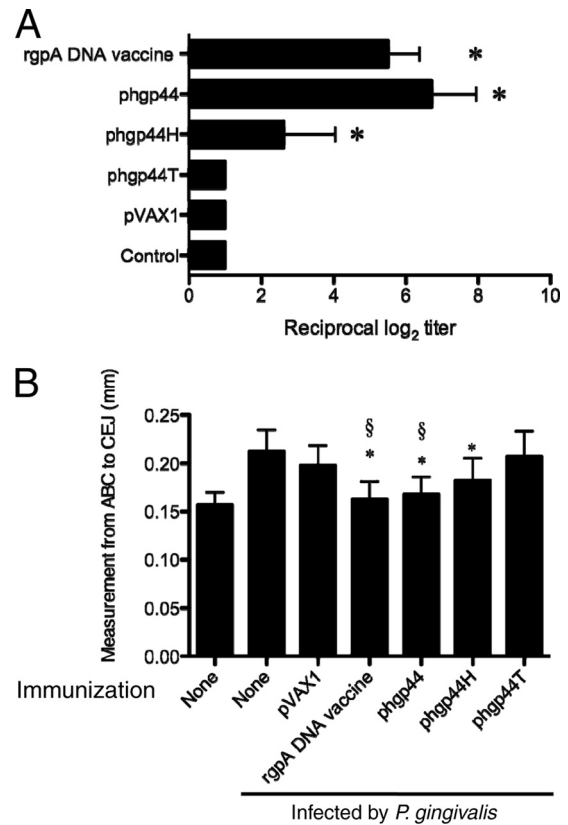 A
rgpA DNA vaccine
*
phgp44
*
phgp44H
*
phgp44T
pVAX1
Control
0 2 4 6 8 10
Reciprocal log2 titer
B
Measurement from ABC to CEJ (mm)
0.25
0.20
0.15
0.10
0.05
0.00
§ §
* * *
Immunization
None
None
pVAX1
rgpA DNA vaccine
phgp44
phgp44H
phgp44T
Infected by P. gingivalis